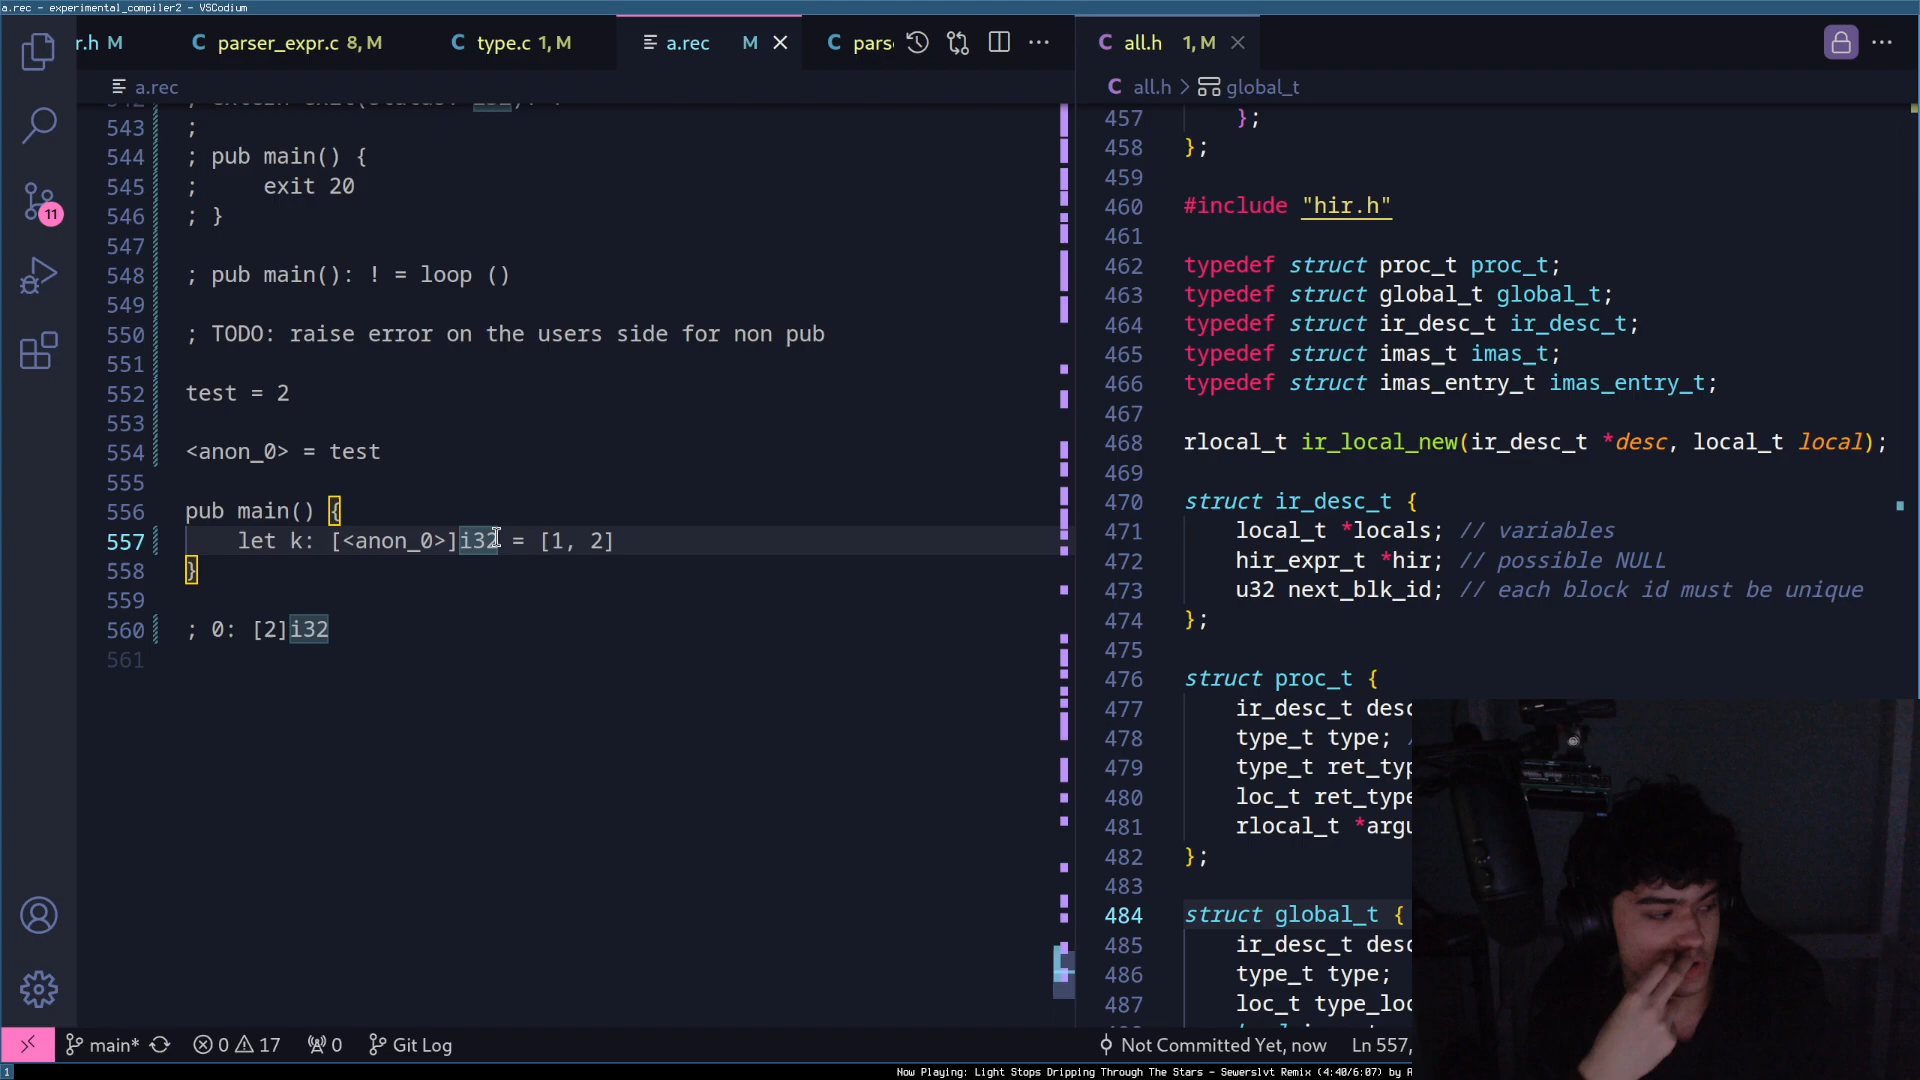 a.rec - experimental_compiler2 - VSCodium
r.h M
parser_expr.c 8, M
type.c 1, M
a.rec M
pars
all.h 1, M
a.rec
all.h > global_t
543 ;
544 ; pub main() {
545 ;     exit 20
546 ; }
547
548 ; pub main(): ! = loop ()
549
550 ; TODO: raise error on the users side for non pub
551
552 test = 2
553
554 <anon_0> = test
555
556 pub main() {
557     let k: [<anon_0>]i32 = [1, 2]
558 }
559
560 ; 0: [2]i32
561
457     };
458 };
459
460 #include "hir.h"
461
462 typedef struct proc_t proc_t;
463 typedef struct global_t global_t;
464 typedef struct ir_desc_t ir_desc_t;
465 typedef struct imas_t imas_t;
466 typedef struct imas_entry_t imas_entry_t;
467
468 rlocal_t ir_local_new(ir_desc_t *desc, local_t local);
469
470 struct ir_desc_t {
471     local_t *locals; // variables
472     hir_expr_t *hir; // possible NULL
473     u32 next_blk_id; // each block id must be unique
474 };
475
476 struct proc_t {
477     ir_desc_t desc
478     type_t type; /
479     type_t ret_typ
480     loc_t ret_type
481     rlocal_t *argu
482 };
483
484 struct global_t {
485     ir_desc_t desc
486     type_t type;
487     loc_t type_loc
11
main* 0 17 0 Git Log
Not Committed Yet, now Ln 557,
1
Now Playing: Light Stops Dripping Through The Stars - Sewerslvt Remix (4:40/6:07) by